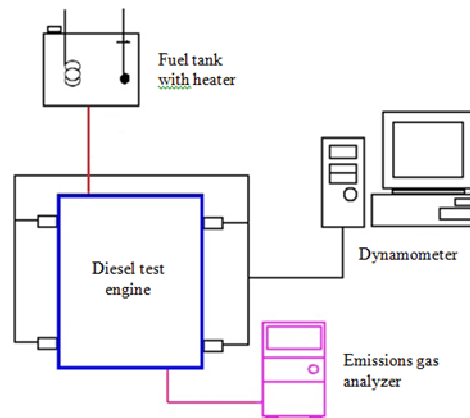 Fuel tank
with heater
Diesel test
engine
Dynamometer
Emissions gas
analyzer